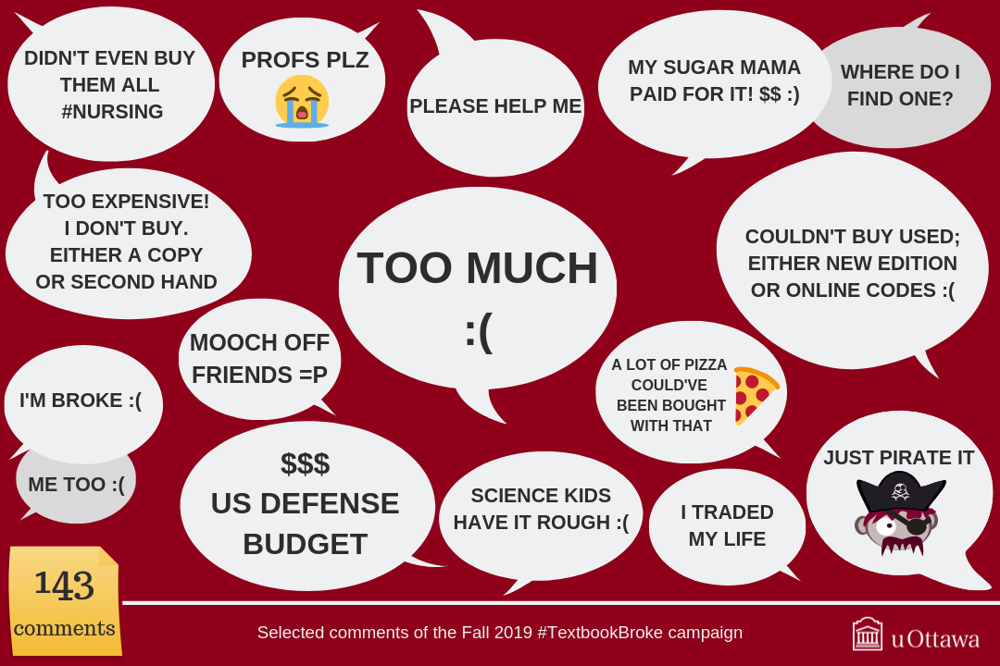 DIDN'T EVEN BUY
THEM ALL
#NURSING
PROFS PLZ
PLEASE HELP ME
MY SUGAR MAMA
PAID FOR IT! $$ :)
WHERE DO I
FIND ONE?
TOO EXPENSIVE!
I DON'T BUY.
EITHER A COPY
OR SECOND HAND
TOO MUCH
:(
COULDN'T BUY USED;
EITHER NEW EDITION
OR ONLINE CODES :(
MOOCH OFF
FRIENDS =P
A LOT OF PIZZA
COULD'VE
BEEN BOUGHT
WITH THAT
I'M BROKE :(
ME TOO :(
$$$
US DEFENSE
BUDGET
SCIENCE KIDS
HAVE IT ROUGH :(
I TRADED
MY LIFE
JUST PIRATE IT
143
comments
Selected comments of the Fall 2019 #TextbookBroke campaign
uOttawa